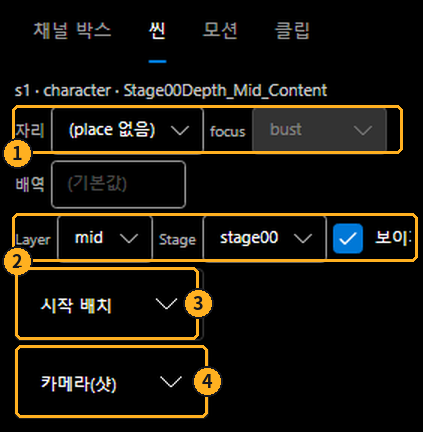 채널 박스 씬 모션 클립
s1 · character · Stage00Depth_Mid_Content
자리 (place 없음) focus bust
1
배역 (기본값)
Layer mid Stage stage00 보이
2
시작 배치 3
카메라(샷) 4